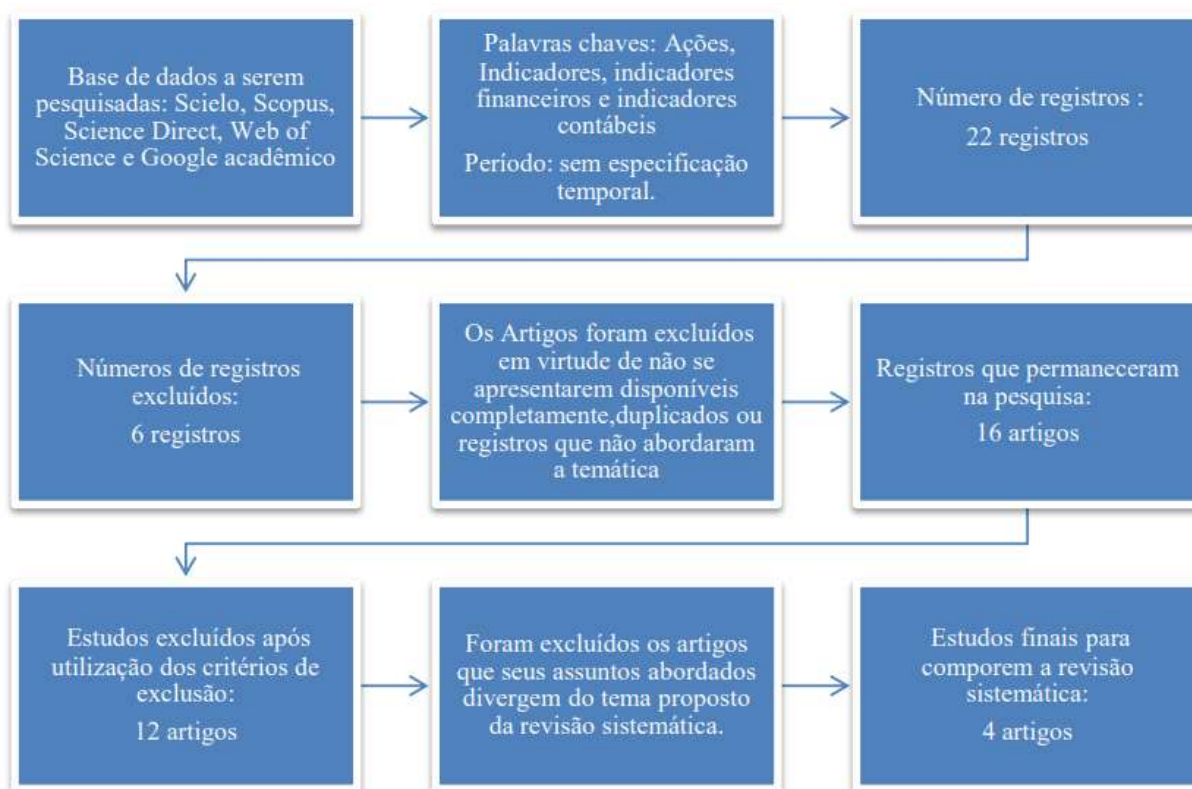 Base de dados a serem
pesquisadas: Scielo, Scopus,
Science Direct, Web of
Science e Google acadêmico
Palavras chaves: Ações,
Indicadores, indicadores
financeiros e indicadores
contábeis
Período: sem especificação
temporal.
Número de registros :
22 registros
Números de registros
excluídos:
6 registros
Os Artigos foram excluídos
em virtude de não se
apresentarem disponíveis
completamente,duplicados ou
registros que não abordaram
a temática
Registros que permaneceram
na pesquisa:
16 artigos
Estudos excluídos após
utilização dos critérios de
exclusão:
12 artigos
Foram excluídos os artigos
que seus assuntos abordados
divergem do tema proposto
da revisão sistemática.
Estudos finais para
comporem a revisão
sistemática:
4 artigos